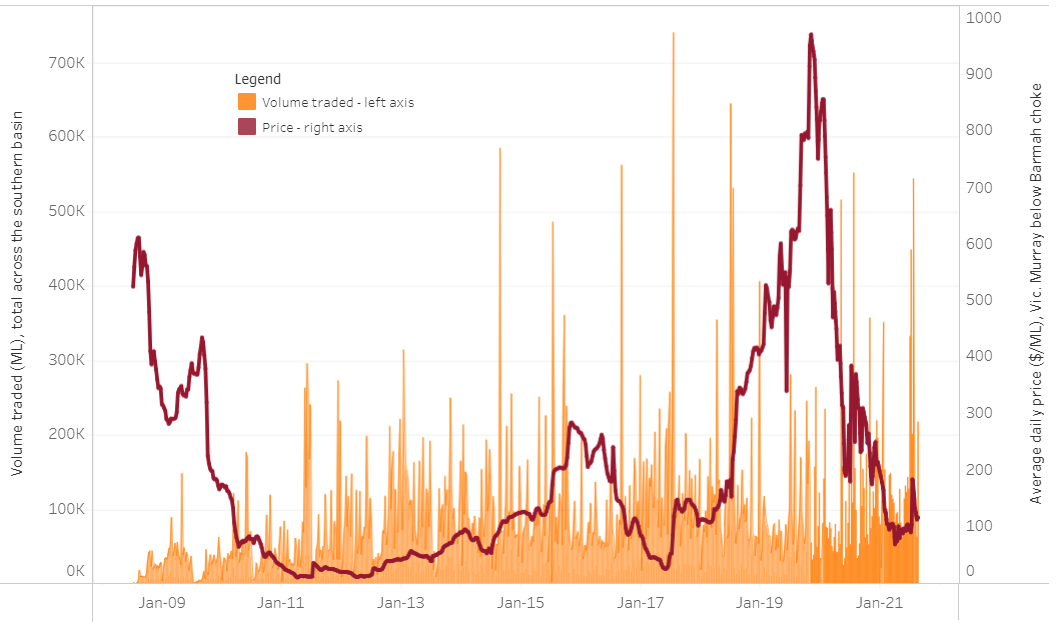 Legend
Volume traded - left axis
Price - right axis
Volume traded (ML), total across the southern basin
700K
600K
500K
400K
300K
200K
100K
0K
1000
900
800
700
600
500
400
300
200
100
0
Average daily price ($/ML), Vic. Murray below Barmah choke
Jan-09
Jan-11
Jan-13
Jan-15
Jan-17
Jan-19
Jan-21